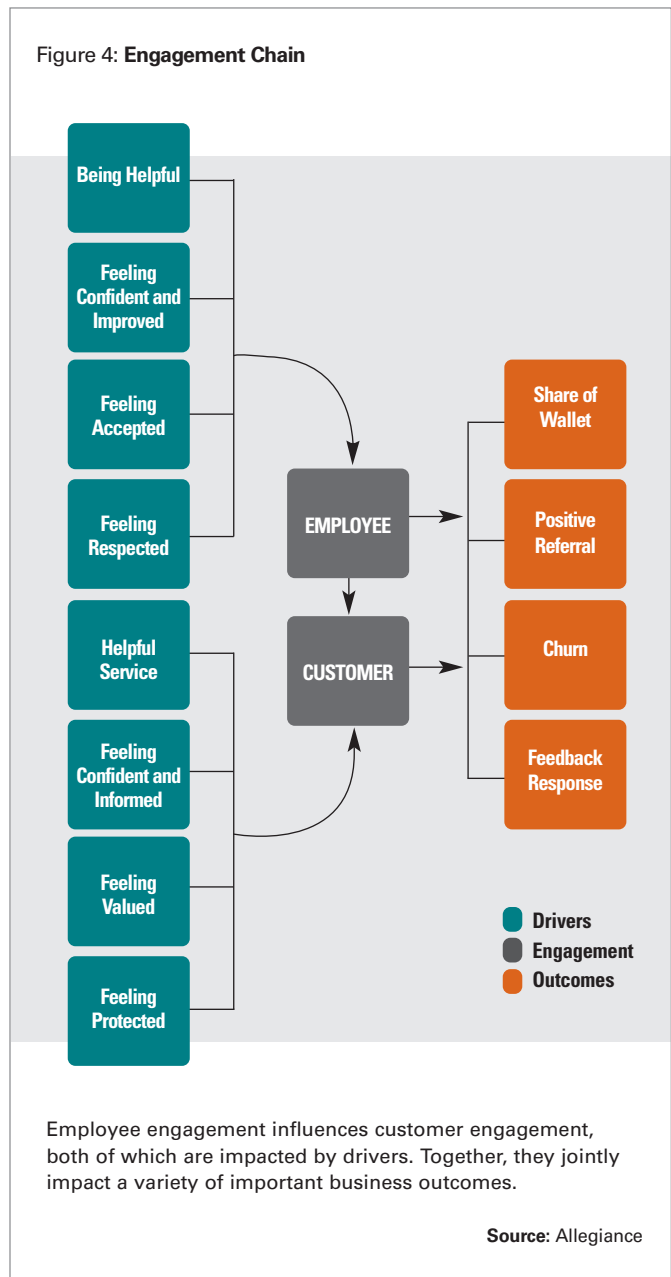 Figure 4: Engagement Chain
Being Helpful
Feeling
Confident and
Improved
Feeling
Accepted
Feeling
Respected
Helpful
Service
Feeling
Confident and
Informed
Feeling
Valued
Feeling
Protected
EMPLOYEE
CUSTOMER
Share of
Wallet
Positive
Referral
Churn
Feedback
Response
Drivers
Engagement
Outcomes
Employee engagement influences customer engagement,
both of which are impacted by drivers. Together, they jointly
impact a variety of important business outcomes.
Source: Allegiance